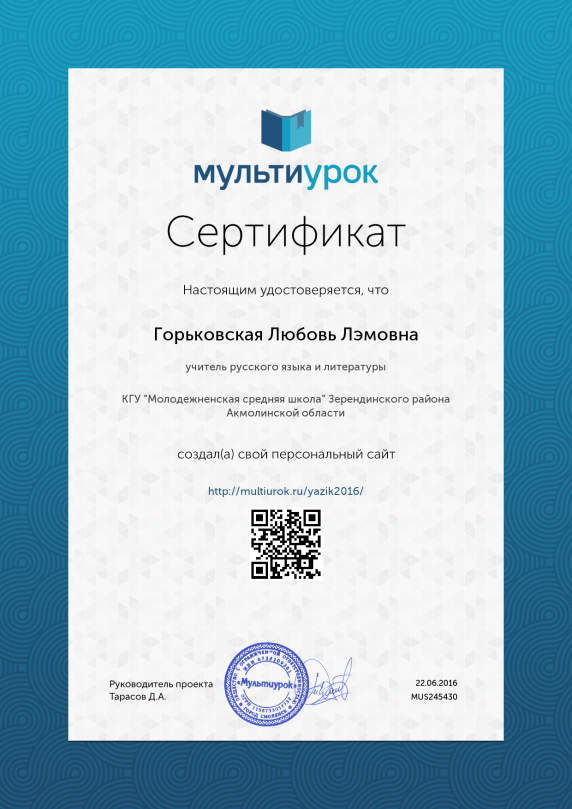 мультиурок
Сертификат
Настоящим удостоверяется, что
Горьковская Любовь Лэмовна
учитель русского языка и литературы
КГУ "Молодежненская средняя школа" Зерендинского района
Акмолинской области
создал(а) свой персональный сайт
http://multiurok.ru/yazik2016/
Руководитель проекта
Тарасов Д.А.
«Мультиурок»
22.06.2016
MUS245430